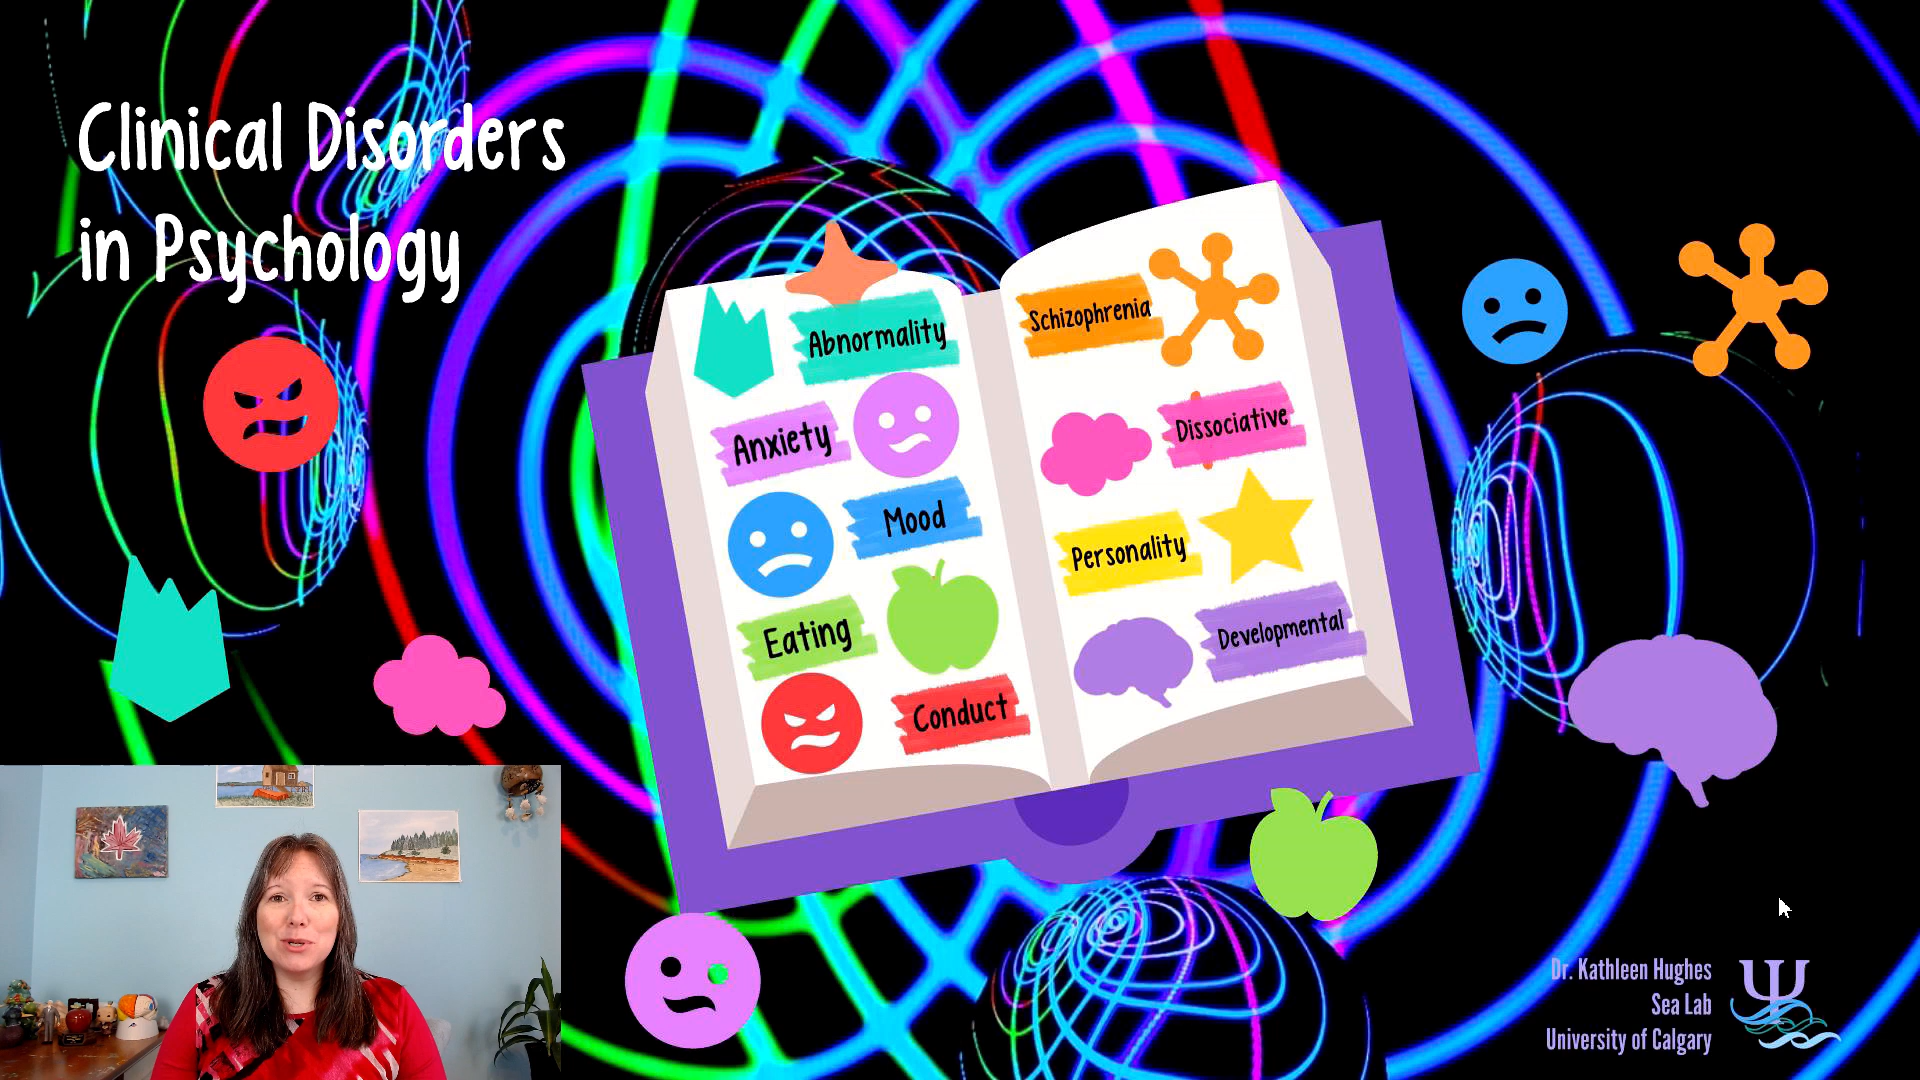 Clinical Disorders
in Psychology
Abnormality
Anxiety
Mood
Eating
Conduct
Schizophrenia
Dissociative
Personality
Developmental
Dr. Kathleen Hughes
Sea Lab
University of Calgary